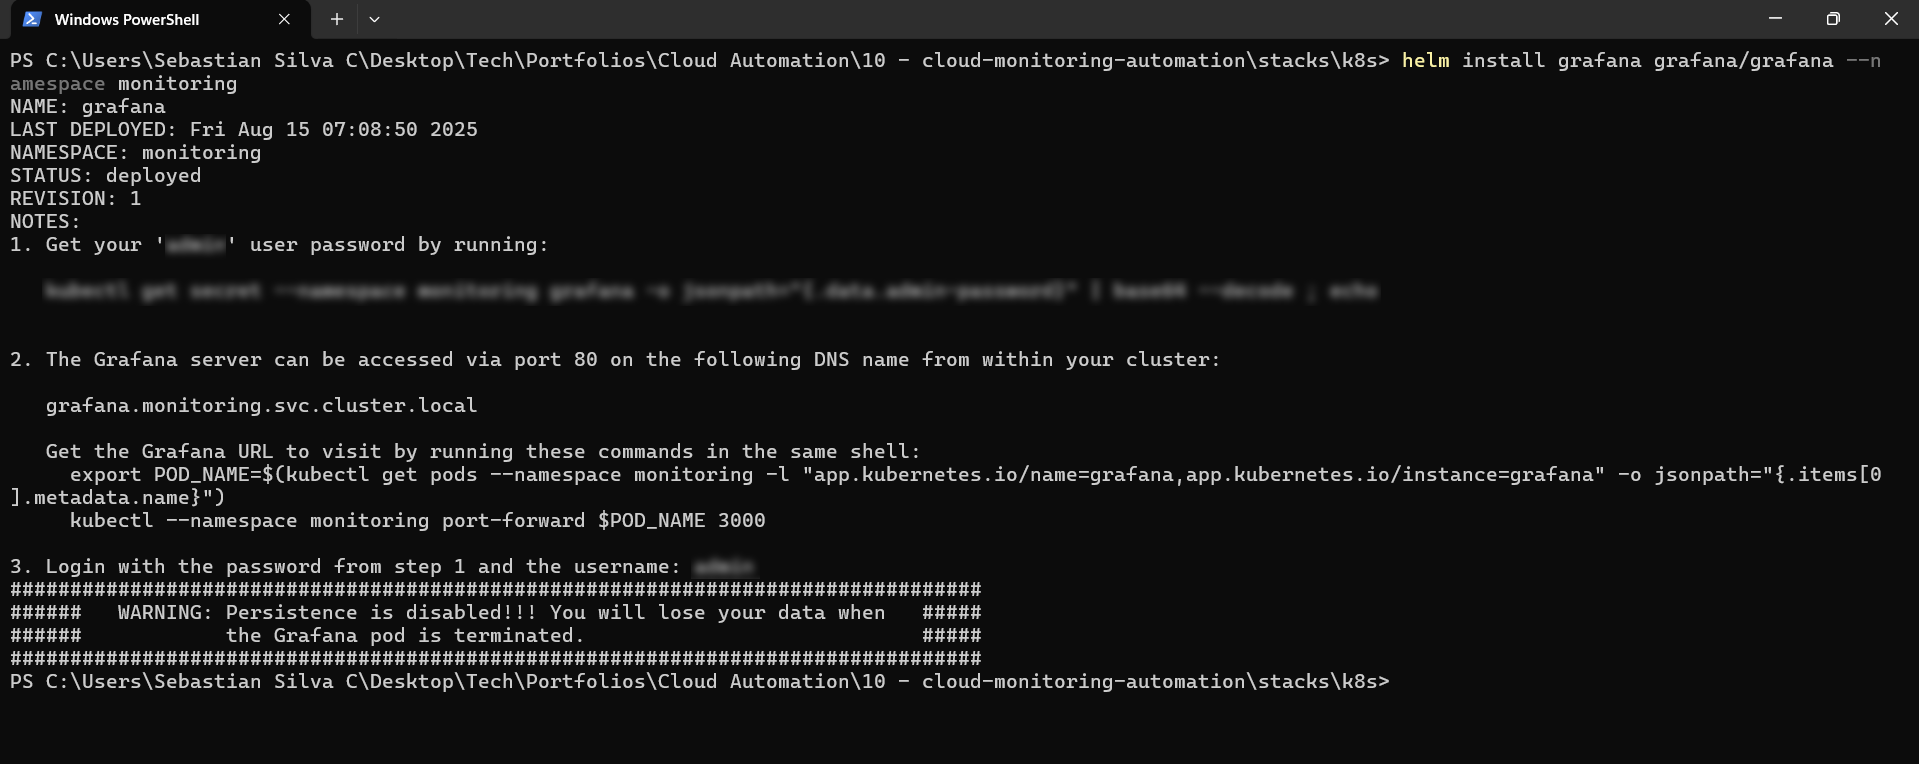 Windows PowerShell
PS C:\Users\Sebastian Silva C\Desktop\Tech\Portfolios\Cloud Automation\10 - cloud-monitoring-automation\stacks\k8s> helm install grafana grafana/grafana --n
amespace monitoring
NAME: grafana
LAST DEPLOYED: Fri Aug 15 07:08:50 2025
NAMESPACE: monitoring
STATUS: deployed
REVISION: 1
NOTES:
1. Get your '' user password by running:
2. The Grafana server can be accessed via port 80 on the following DNS name from within your cluster:
grafana.monitoring.svc.cluster.local
Get the Grafana URL to visit by running these commands in the same shell:
export POD_NAME=$(kubectl get pods --namespace monitoring -l "app.kubernetes.io/name=grafana,app.kubernetes.io/instance=grafana" -o jsonpath="{.items[0
].metadata.name}")
kubectl --namespace monitoring port-forward $POD_NAME 3000
3. Login with the password from step 1 and the username:
#################################################################################
######   WARNING: Persistence is disabled!!! You will lose your data when   #####
######            the Grafana pod is terminated.                            #####
#################################################################################
PS C:\Users\Sebastian Silva C\Desktop\Tech\Portfolios\Cloud Automation\10 - cloud-monitoring-automation\stacks\k8s>